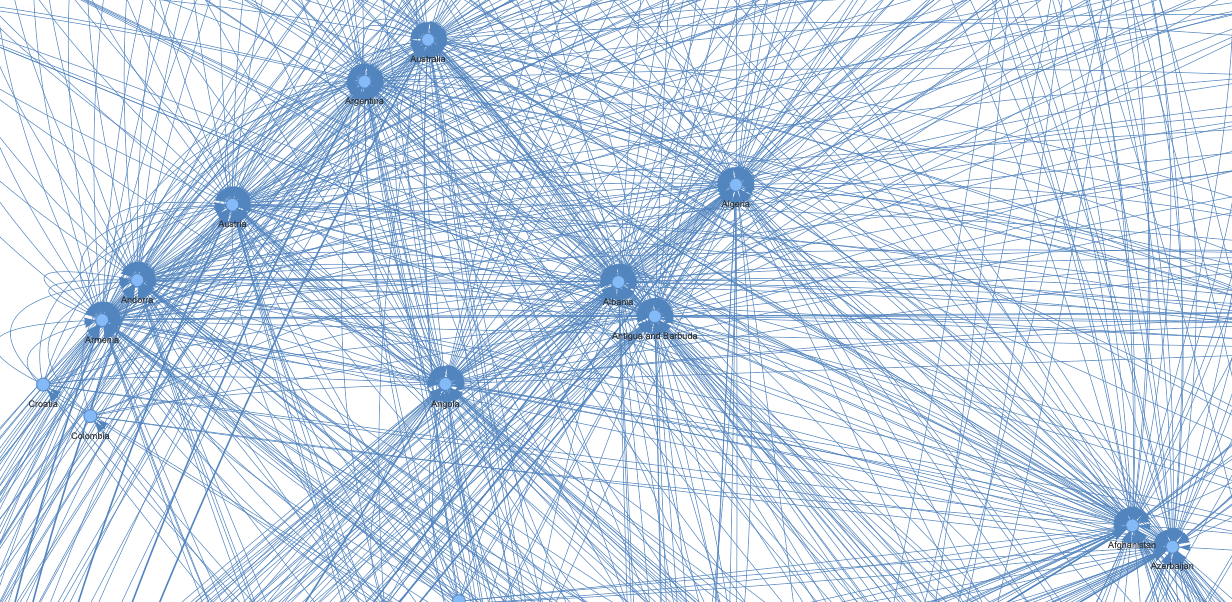 Australia
Argentina
Algeria
Austria
Andorra
Albania
Antigua and Barbuda
Armenia
Angola
Croatia
Colombia
Afghanistan
Azerbaijan